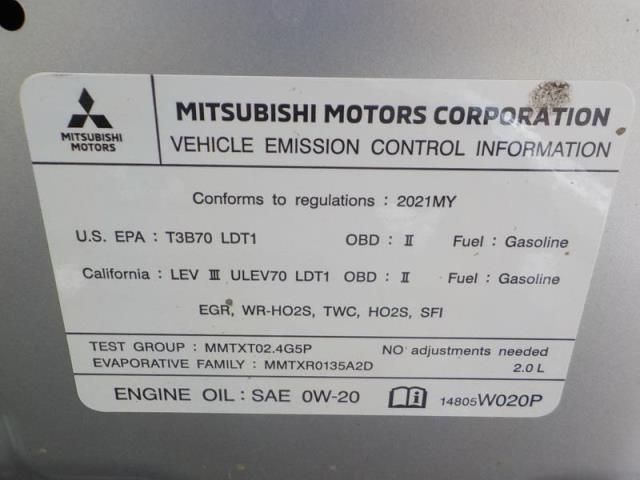 MITSUBISHI MOTORS
MITSUBISHI MOTORS CORPORATION
VEHICLE EMISSION CONTROL INFORMATION
Conforms to regulations : 2021MY
U.S. EPA : T3B70 LDT1 OBD : II Fuel : Gasoline
California : LEV III ULEV70 LDT1 OBD : II Fuel : Gasoline
EGR, WR-HO2S, TWC, HO2S, SFI
TEST GROUP : MMTXT02.4G5P NO adjustments needed
EVAPORATIVE FAMILY : MMTXR0135A2D 2.0 L
ENGINE OIL : SAE 0W-20 14805W020P